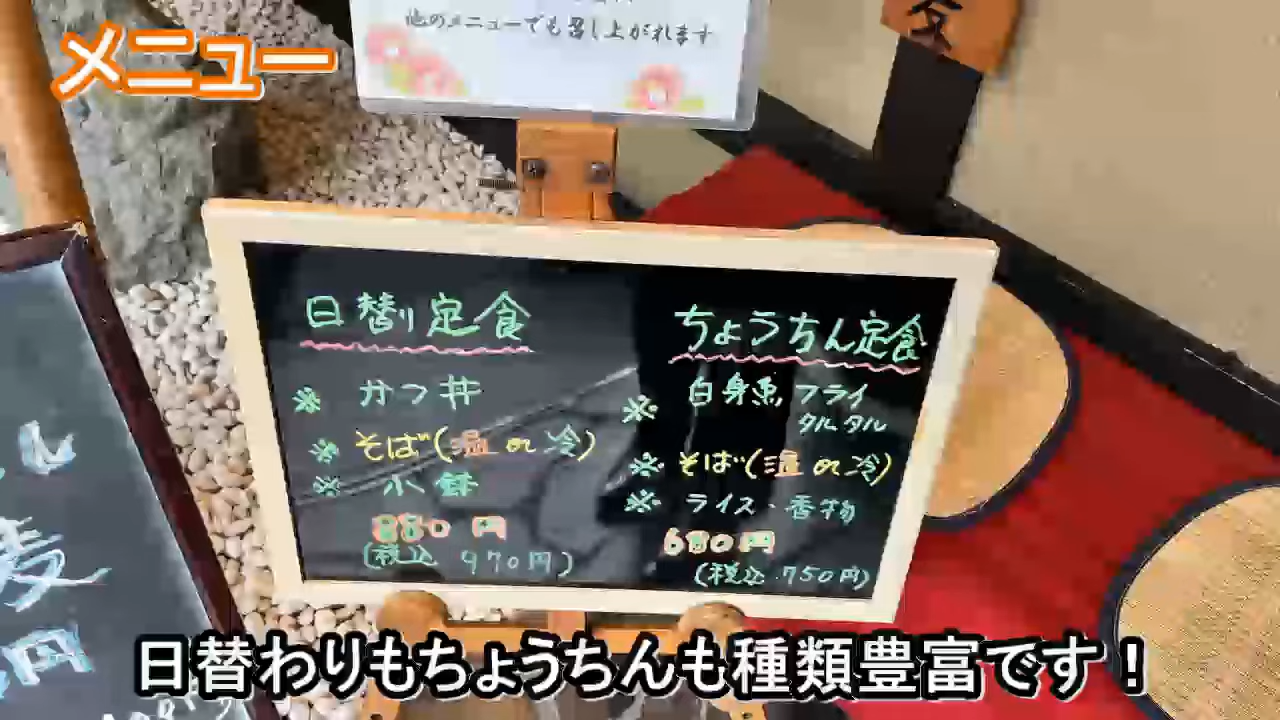 メニュー
他のメニューでも召し上がれます
日替り定食
※ カツ丼
※ そば(温 or 冷)
※ 小鉢
880円
(税込 970円)
ちょうちん定食
※ 白身魚フライ
タルタル
※ そば(温 or 冷)
※ ライス・香物
680円
(税込 750円)
ル
麦
円
日替わりもちょうちんも種類豊富です！